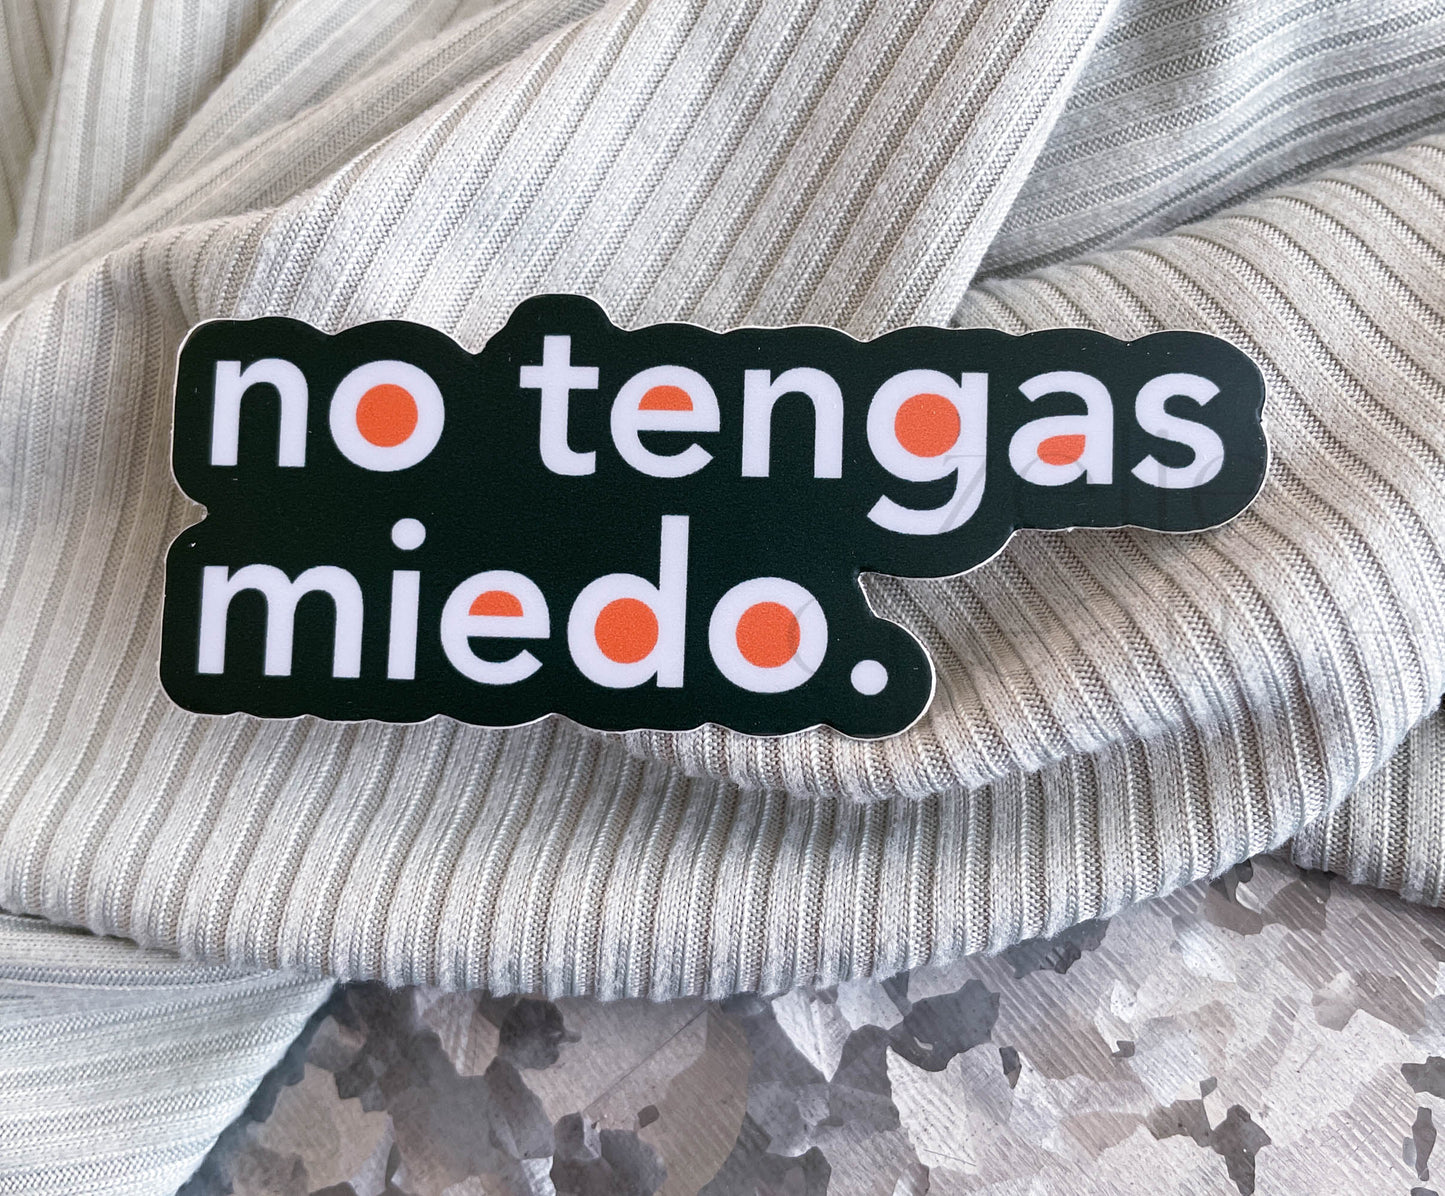 no tengas
miedo.